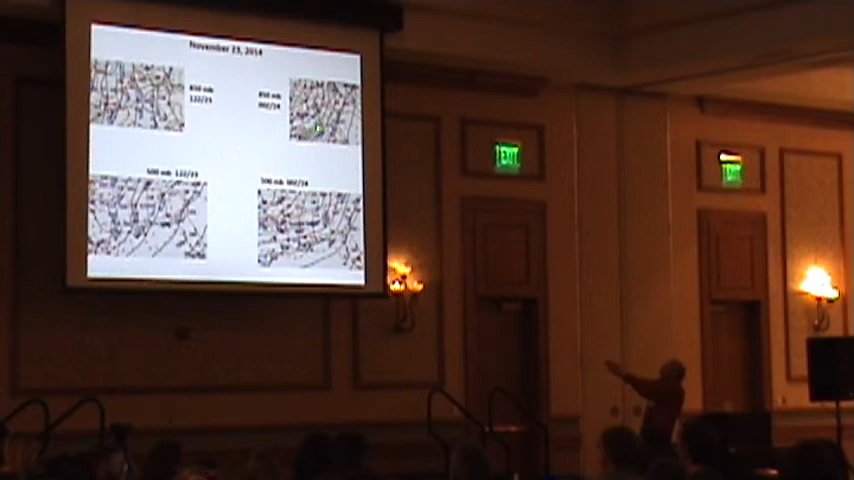 November 23, 2014
850 mb
12Z/23
850 mb
00Z/24
500 mb 12Z/23
500 mb 00Z/24
EXIT
EXIT